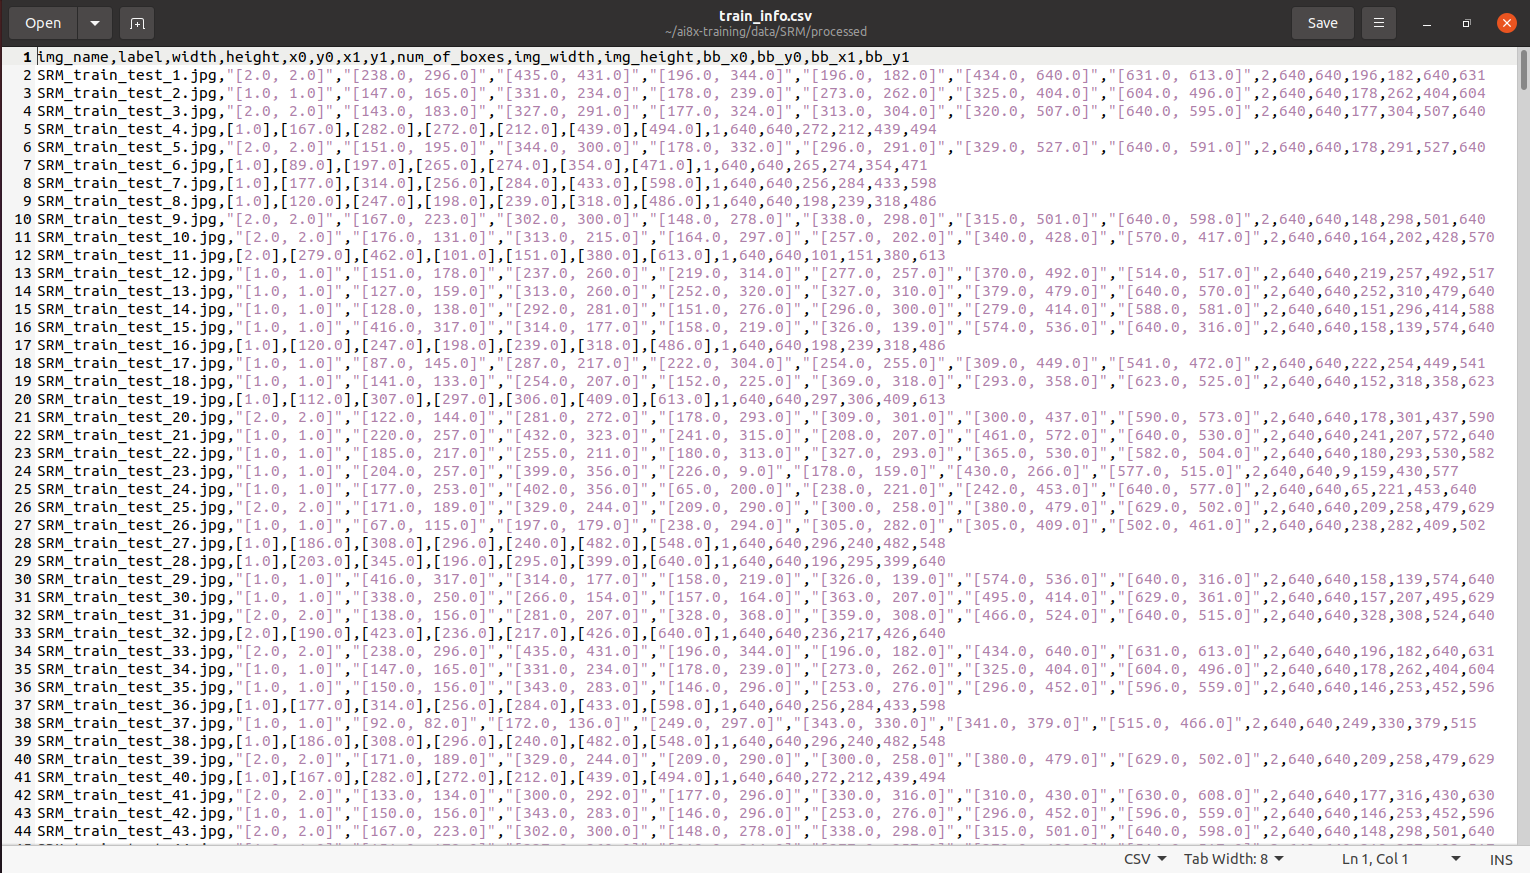 Open
train_info.csv
~/ai8x-training/data/SRM/processed
Save
1 img_name,label,width,height,x0,y0,x1,y1,num_of_boxes,img_width,img_height,bb_x0,bb_y0,bb_x1,bb_y1
2 SRM_train_test_1.jpg,"[2.0, 2.0]","[238.0, 296.0]","[435.0, 431.0]","[196.0, 344.0]","[196.0, 182.0]","[434.0, 640.0]","[631.0, 613.0]",2,640,640,196,182,640,631
3 SRM_train_test_2.jpg,"[1.0, 1.0]","[147.0, 165.0]","[331.0, 234.0]","[178.0, 239.0]","[273.0, 262.0]","[325.0, 404.0]","[604.0, 496.0]",2,640,640,178,262,404,604
4 SRM_train_test_3.jpg,"[2.0, 2.0]","[143.0, 183.0]","[327.0, 291.0]","[177.0, 324.0]","[313.0, 304.0]","[320.0, 507.0]","[640.0, 595.0]",2,640,640,177,304,507,640
5 SRM_train_test_4.jpg,[1.0],[167.0],[282.0],[272.0],[212.0],[439.0],[494.0],1,640,640,272,212,439,494
6 SRM_train_test_5.jpg,"[2.0, 2.0]","[151.0, 195.0]","[344.0, 300.0]","[178.0, 332.0]","[296.0, 291.0]","[329.0, 527.0]","[640.0, 591.0]",2,640,640,178,291,527,640
7 SRM_train_test_6.jpg,[1.0],[89.0],[197.0],[265.0],[274.0],[354.0],[471.0],1,640,640,265,274,354,471
8 SRM_train_test_7.jpg,[1.0],[177.0],[314.0],[256.0],[284.0],[433.0],[598.0],1,640,640,256,284,433,598
9 SRM_train_test_8.jpg,[1.0],[120.0],[247.0],[198.0],[239.0],[318.0],[486.0],1,640,640,198,239,318,486
10 SRM_train_test_9.jpg,"[2.0, 2.0]","[167.0, 223.0]","[302.0, 300.0]","[148.0, 278.0]","[338.0, 298.0]","[315.0, 501.0]","[640.0, 598.0]",2,640,640,148,298,501,640
11 SRM_train_test_10.jpg,"[2.0, 2.0]","[176.0, 131.0]","[313.0, 215.0]","[164.0, 297.0]","[257.0, 202.0]","[340.0, 428.0]","[570.0, 417.0]",2,640,640,164,202,428,570
12 SRM_train_test_11.jpg,[2.0],[279.0],[462.0],[101.0],[151.0],[380.0],[613.0],1,640,640,101,151,380,613
13 SRM_train_test_12.jpg,"[1.0, 1.0]","[151.0, 178.0]","[237.0, 260.0]","[219.0, 314.0]","[277.0, 257.0]","[370.0, 492.0]","[514.0, 517.0]",2,640,640,219,257,492,517
14 SRM_train_test_13.jpg,"[1.0, 1.0]","[127.0, 159.0]","[313.0, 260.0]","[252.0, 320.0]","[327.0, 310.0]","[379.0, 479.0]","[640.0, 570.0]",2,640,640,252,310,479,640
15 SRM_train_test_14.jpg,"[1.0, 1.0]","[128.0, 138.0]","[292.0, 281.0]","[151.0, 276.0]","[296.0, 300.0]","[279.0, 414.0]","[588.0, 581.0]",2,640,640,151,296,414,588
16 SRM_train_test_15.jpg,"[1.0, 1.0]","[416.0, 317.0]","[314.0, 177.0]","[158.0, 219.0]","[326.0, 139.0]","[574.0, 536.0]","[640.0, 316.0]",2,640,640,158,139,574,640
17 SRM_train_test_16.jpg,[1.0],[120.0],[247.0],[198.0],[239.0],[318.0],[486.0],1,640,640,198,239,318,486
18 SRM_train_test_17.jpg,"[1.0, 1.0]","[87.0, 145.0]","[287.0, 217.0]","[222.0, 304.0]","[254.0, 255.0]","[309.0, 449.0]","[541.0, 472.0]",2,640,640,222,254,449,541
19 SRM_train_test_18.jpg,"[1.0, 1.0]","[141.0, 133.0]","[254.0, 207.0]","[152.0, 225.0]","[369.0, 318.0]","[293.0, 358.0]","[623.0, 525.0]",2,640,640,152,318,358,623
20 SRM_train_test_19.jpg,[1.0],[112.0],[307.0],[297.0],[306.0],[409.0],[613.0],1,640,640,297,306,409,613
21 SRM_train_test_20.jpg,"[2.0, 2.0]","[122.0, 144.0]","[281.0, 272.0]","[178.0, 293.0]","[309.0, 301.0]","[300.0, 437.0]","[590.0, 573.0]",2,640,640,178,301,437,590
22 SRM_train_test_21.jpg,"[1.0, 1.0]","[220.0, 257.0]","[432.0, 323.0]","[241.0, 315.0]","[208.0, 207.0]","[461.0, 572.0]","[640.0, 530.0]",2,640,640,241,207,572,640
23 SRM_train_test_22.jpg,"[1.0, 1.0]","[185.0, 217.0]","[255.0, 211.0]","[180.0, 313.0]","[327.0, 293.0]","[365.0, 530.0]","[582.0, 504.0]",2,640,640,180,293,530,582
24 SRM_train_test_23.jpg,"[1.0, 1.0]","[204.0, 257.0]","[399.0, 356.0]","[226.0, 9.0]","[178.0, 159.0]","[430.0, 266.0]","[577.0, 515.0]",2,640,640,9,159,430,577
25 SRM_train_test_24.jpg,"[1.0, 1.0]","[177.0, 253.0]","[402.0, 356.0]","[65.0, 200.0]","[238.0, 221.0]","[242.0, 453.0]","[640.0, 577.0]",2,640,640,65,221,453,640
26 SRM_train_test_25.jpg,"[2.0, 2.0]","[171.0, 189.0]","[329.0, 244.0]","[209.0, 290.0]","[300.0, 258.0]","[380.0, 479.0]","[629.0, 502.0]",2,640,640,209,258,479,629
27 SRM_train_test_26.jpg,"[1.0, 1.0]","[67.0, 115.0]","[197.0, 179.0]","[238.0, 294.0]","[305.0, 282.0]","[305.0, 409.0]","[502.0, 461.0]",2,640,640,238,282,409,502
28 SRM_train_test_27.jpg,[1.0],[186.0],[308.0],[296.0],[240.0],[482.0],[548.0],1,640,640,296,240,482,548
29 SRM_train_test_28.jpg,[1.0],[203.0],[345.0],[196.0],[295.0],[399.0],[640.0],1,640,640,196,295,399,640
30 SRM_train_test_29.jpg,"[1.0, 1.0]","[416.0, 317.0]","[314.0, 177.0]","[158.0, 219.0]","[326.0, 139.0]","[574.0, 536.0]","[640.0, 316.0]",2,640,640,158,139,574,640
31 SRM_train_test_30.jpg,"[1.0, 1.0]","[338.0, 250.0]","[266.0, 154.0]","[157.0, 164.0]","[363.0, 207.0]","[495.0, 414.0]","[629.0, 361.0]",2,640,640,157,207,495,629
32 SRM_train_test_31.jpg,"[2.0, 2.0]","[138.0, 156.0]","[281.0, 207.0]","[328.0, 368.0]","[359.0, 308.0]","[466.0, 524.0]","[640.0, 515.0]",2,640,640,328,308,524,640
33 SRM_train_test_32.jpg,[2.0],[190.0],[423.0],[236.0],[217.0],[426.0],[640.0],1,640,640,236,217,426,640
34 SRM_train_test_33.jpg,"[2.0, 2.0]","[238.0, 296.0]","[435.0, 431.0]","[196.0, 344.0]","[196.0, 182.0]","[434.0, 640.0]","[631.0, 613.0]",2,640,640,196,182,640,631
35 SRM_train_test_34.jpg,"[1.0, 1.0]","[147.0, 165.0]","[331.0, 234.0]","[178.0, 239.0]","[273.0, 262.0]","[325.0, 404.0]","[604.0, 496.0]",2,640,640,178,262,404,604
36 SRM_train_test_35.jpg,"[1.0, 1.0]","[150.0, 156.0]","[343.0, 283.0]","[146.0, 296.0]","[253.0, 276.0]","[296.0, 452.0]","[596.0, 559.0]",2,640,640,146,253,452,596
37 SRM_train_test_36.jpg,[1.0],[177.0],[314.0],[256.0],[284.0],[433.0],[598.0],1,640,640,256,284,433,598
38 SRM_train_test_37.jpg,"[1.0, 1.0]","[92.0, 82.0]","[172.0, 136.0]","[249.0, 297.0]","[343.0, 330.0]","[341.0, 379.0]","[515.0, 466.0]",2,640,640,249,330,379,515
39 SRM_train_test_38.jpg,[1.0],[186.0],[308.0],[296.0],[240.0],[482.0],[548.0],1,640,640,296,240,482,548
40 SRM_train_test_39.jpg,"[2.0, 2.0]","[171.0, 189.0]","[329.0, 244.0]","[209.0, 290.0]","[300.0, 258.0]","[380.0, 479.0]","[629.0, 502.0]",2,640,640,209,258,479,629
41 SRM_train_test_40.jpg,[1.0],[167.0],[282.0],[272.0],[212.0],[439.0],[494.0],1,640,640,272,212,439,494
42 SRM_train_test_41.jpg,"[2.0, 2.0]","[133.0, 134.0]","[300.0, 292.0]","[177.0, 296.0]","[330.0, 316.0]","[310.0, 430.0]","[630.0, 608.0]",2,640,640,177,316,430,630
43 SRM_train_test_42.jpg,"[1.0, 1.0]","[150.0, 156.0]","[343.0, 283.0]","[146.0, 296.0]","[253.0, 276.0]","[296.0, 452.0]","[596.0, 559.0]",2,640,640,146,253,452,596
44 SRM_train_test_43.jpg,"[2.0, 2.0]","[167.0, 223.0]","[302.0, 300.0]","[148.0, 278.0]","[338.0, 298.0]","[315.0, 501.0]","[640.0, 598.0]",2,640,640,148,298,501,640
CSV Tab Width: 8 Ln 1, Col 1 INS